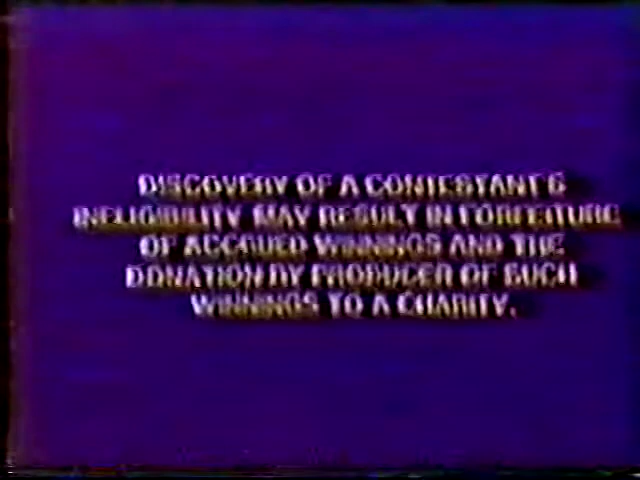 DISCOVERY OF A CONTESTANT'S
INELIGIBILITY MAY RESULT IN FORFEITURE
OF ACCRUED WINNINGS AND THE
DONATION BY PRODUCER OF SUCH
WINNINGS TO A CHARITY.